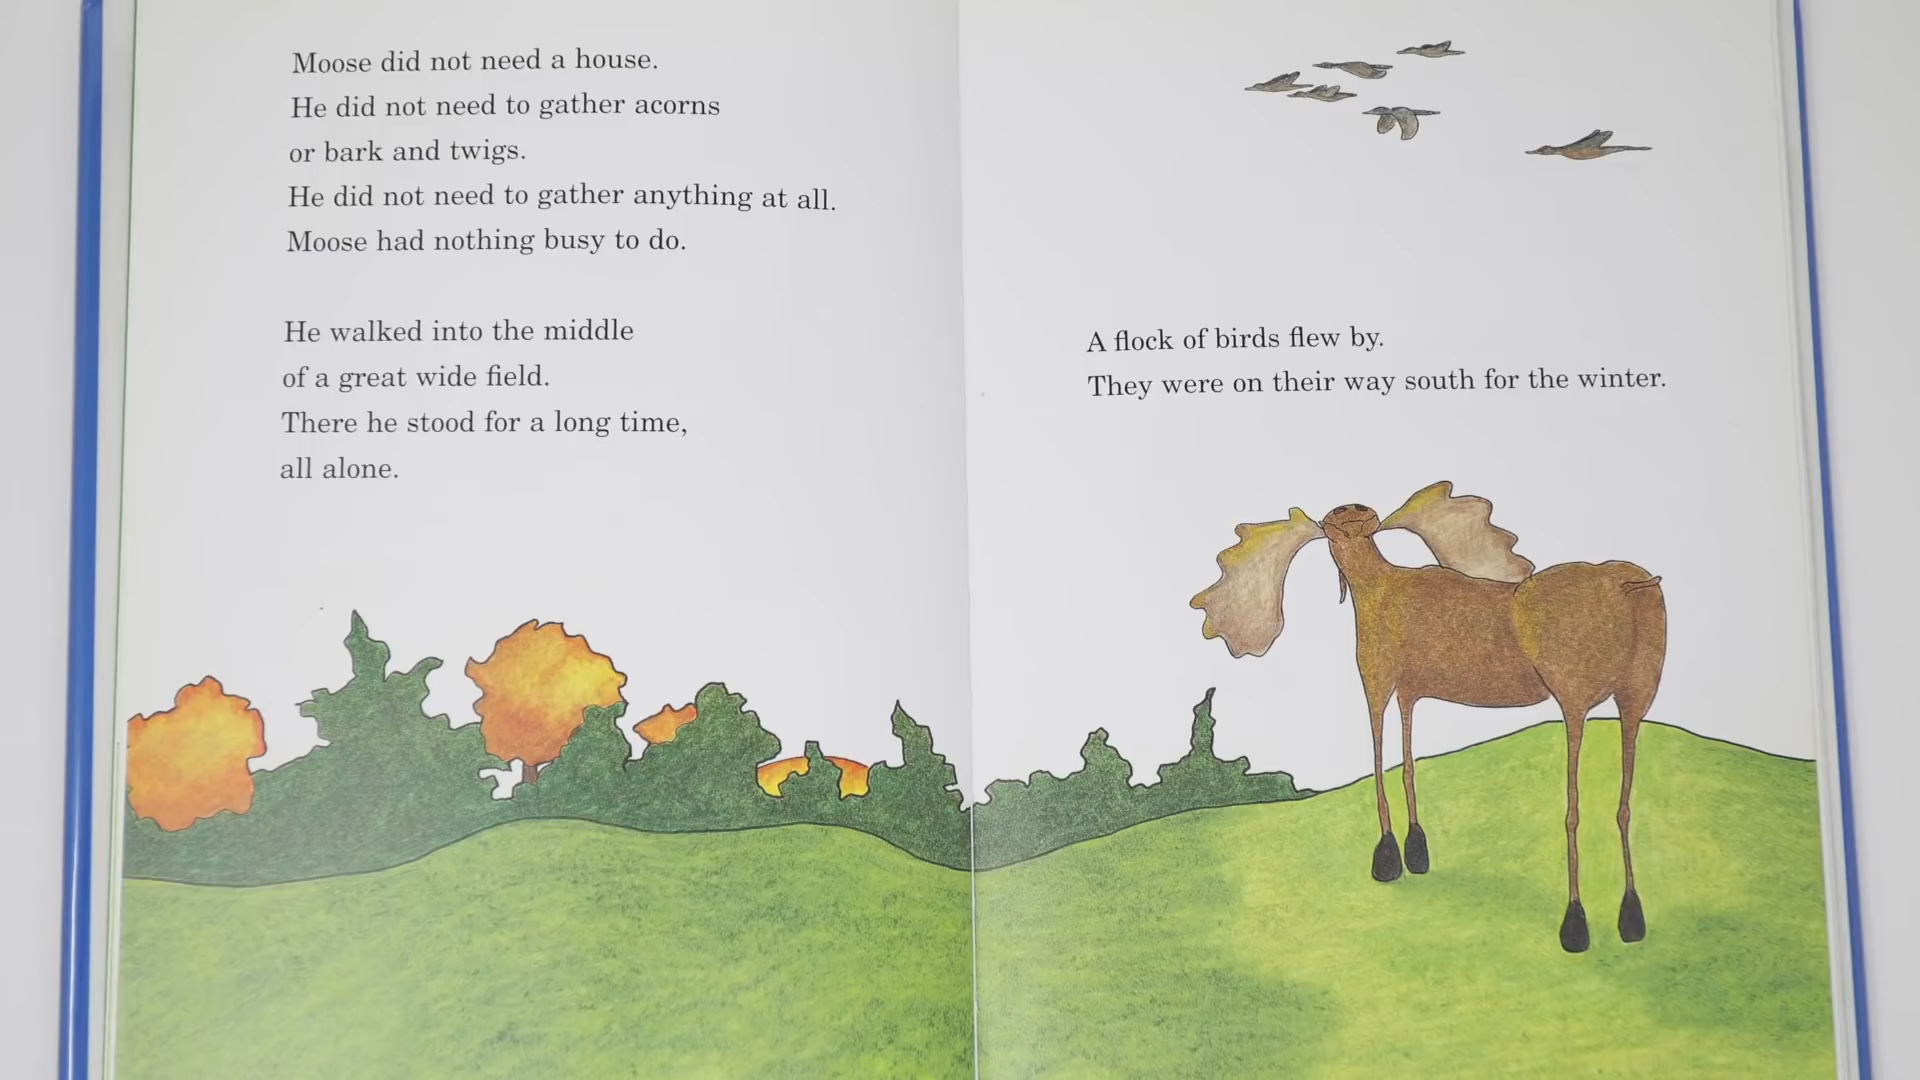 Moose did not need a house.
He did not need to gather acorns
or bark and twigs.
He did not need to gather anything at all.
Moose had nothing busy to do.
He walked into the middle
of a great wide field.
There he stood for a long time,
all alone.
A flock of birds flew by.
They were on their way south for the winter.